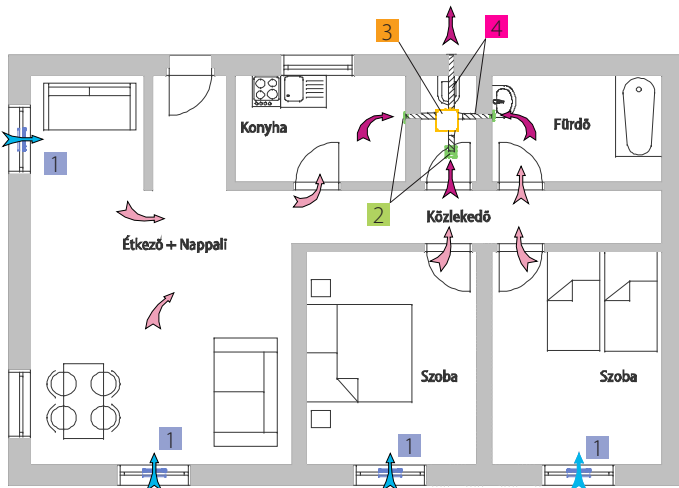 3
4
Konyha
Fürdő
1
2
Közlekedő
Étkező + Nappali
Szoba
Szoba
1
1
1